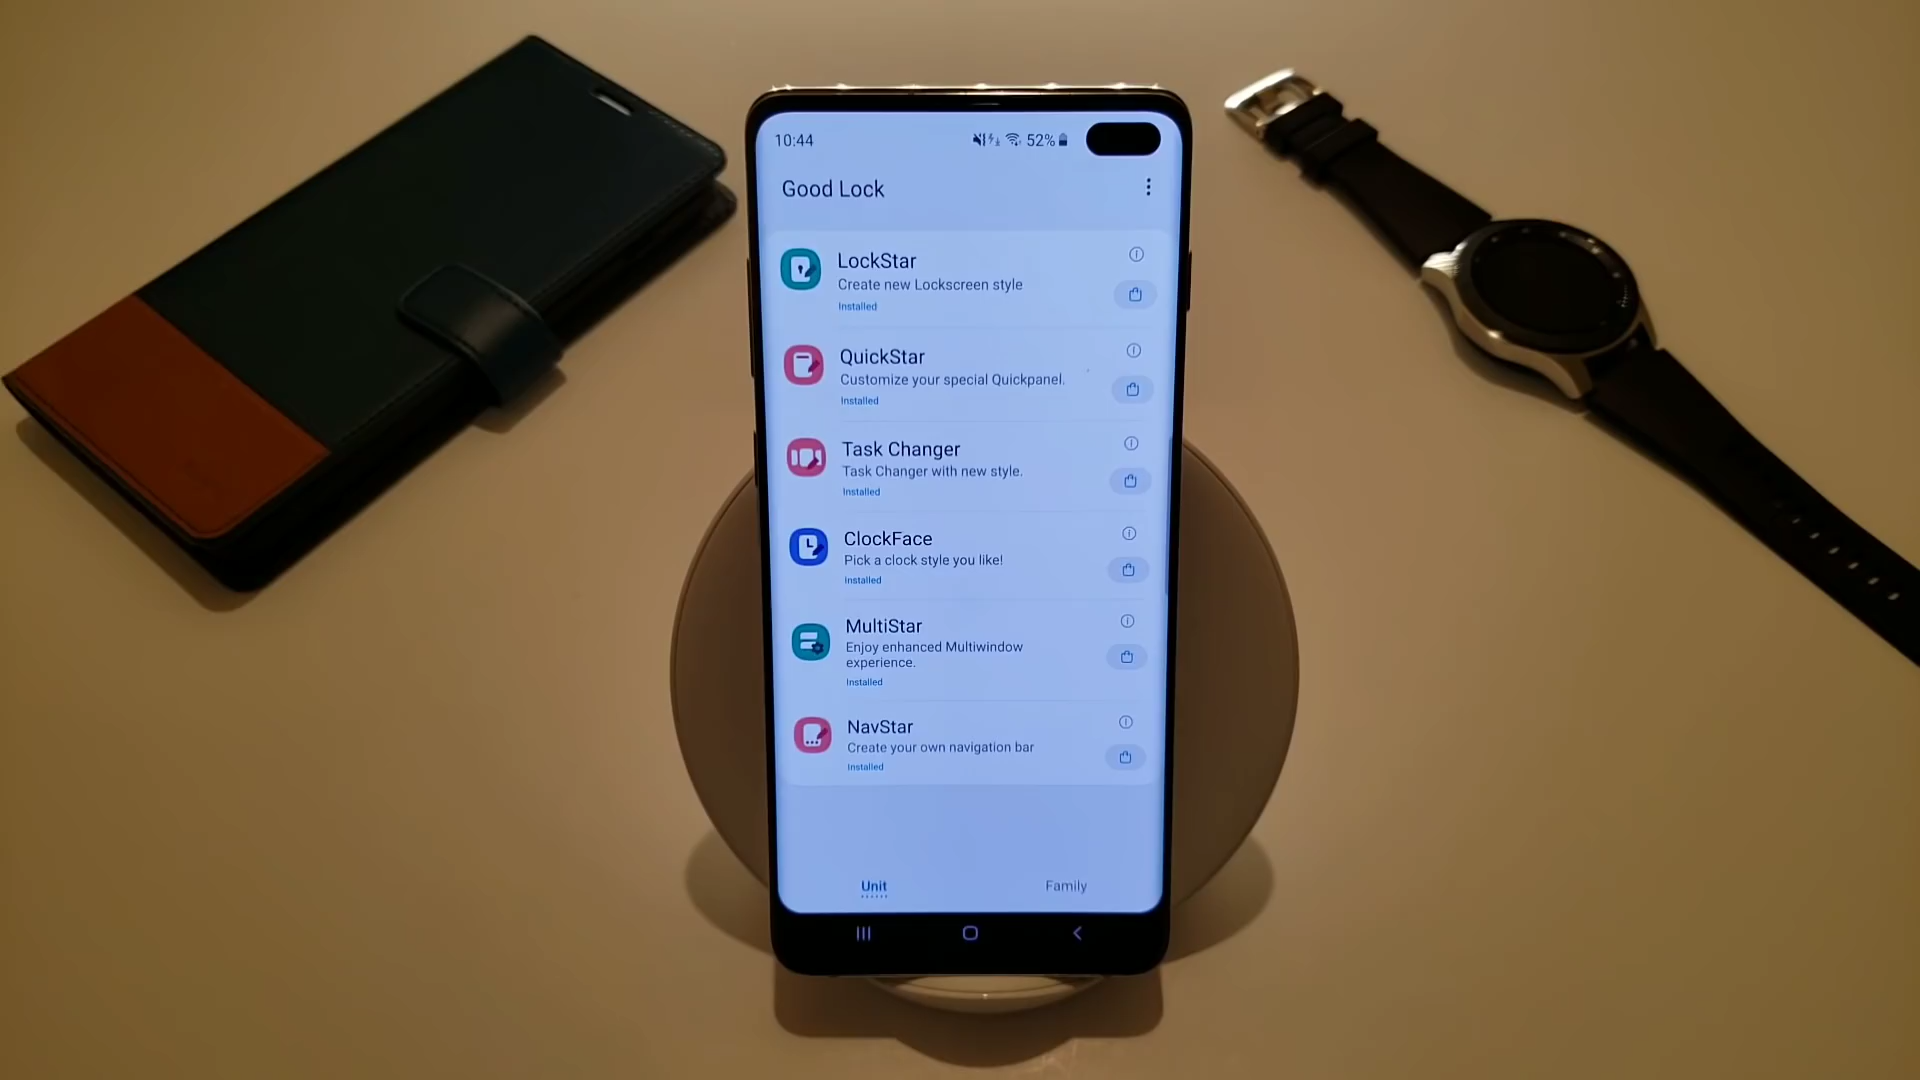 10:44
52%
Good Lock
LockStar
Create new Lockscreen style
Installed
QuickStar
Customize your special Quickpanel.
Installed
Task Changer
Task Changer with new style.
Installed
ClockFace
Pick a clock style you like!
Installed
MultiStar
Enjoy enhanced Multiwindow
experience.
Installed
NavStar
Create your own navigation bar
Installed
Unit
Family